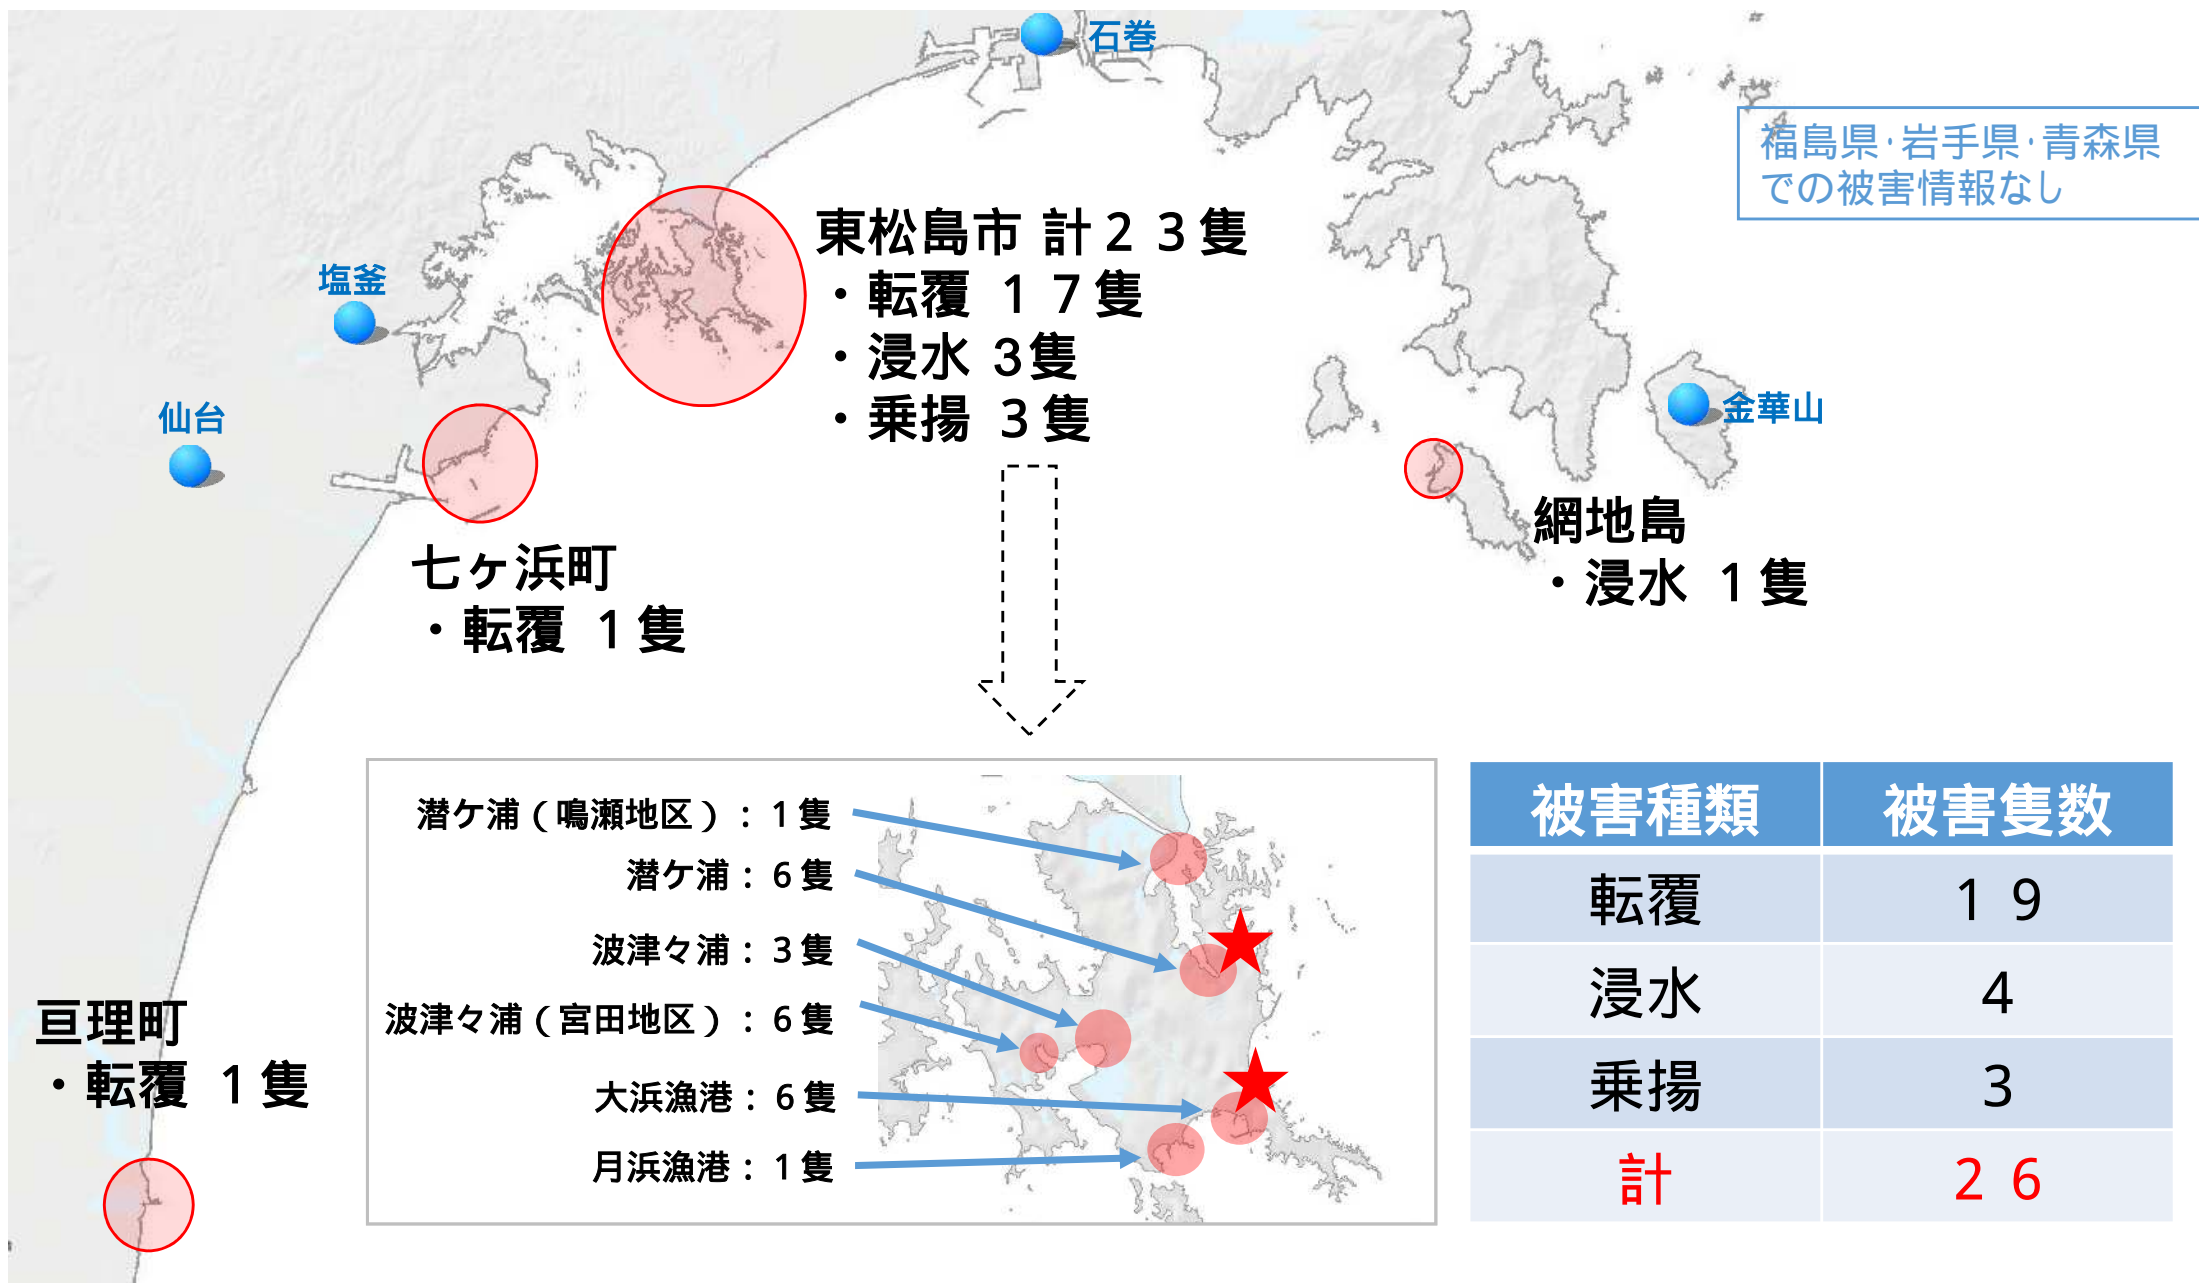 石巻
福島県・岩手県・青森県
での被害情報なし
東松島市 計２３隻
・転覆 １７隻
・浸水 3隻
・乗揚 ３隻
塩釜
仙台
金華山
網地島
・浸水 １隻
七ヶ浜町
・転覆 １隻
亘理町
・転覆 １隻
潜ケ浦（鳴瀬地区）：１隻
潜ケ浦：６隻
波津々浦：３隻
波津々浦（宮田地区）：６隻
大浜漁港：６隻
月浜漁港：１隻
被害種類 被害隻数
転覆 １９
浸水 ４
乗揚 ３
計 ２６